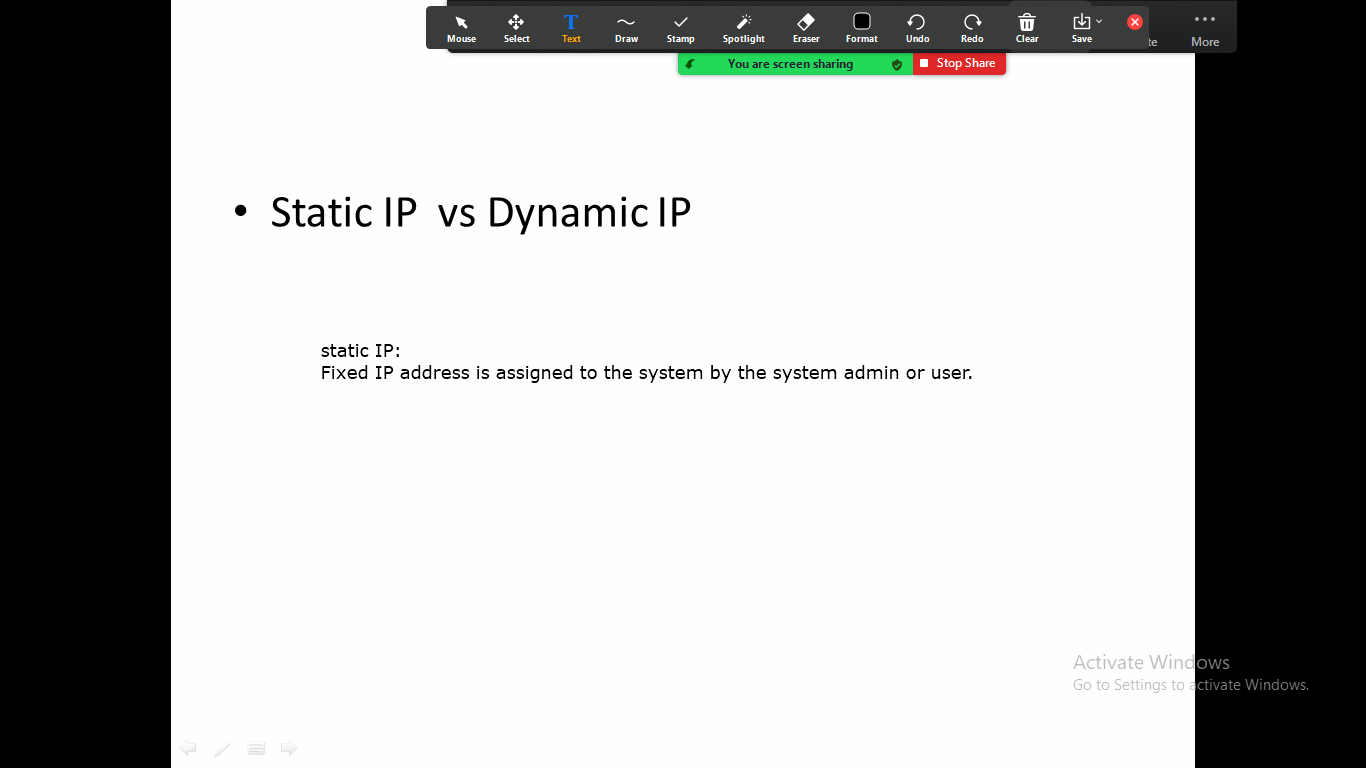 Mouse Select Text Draw Stamp Spotlight Eraser Format Undo Redo Clear Save More
You are screen sharing Stop Share
• Static IP vs Dynamic IP
static IP:
Fixed IP address is assigned to the system by the system admin or user.
Activate Windows
Go to Settings to activate Windows.